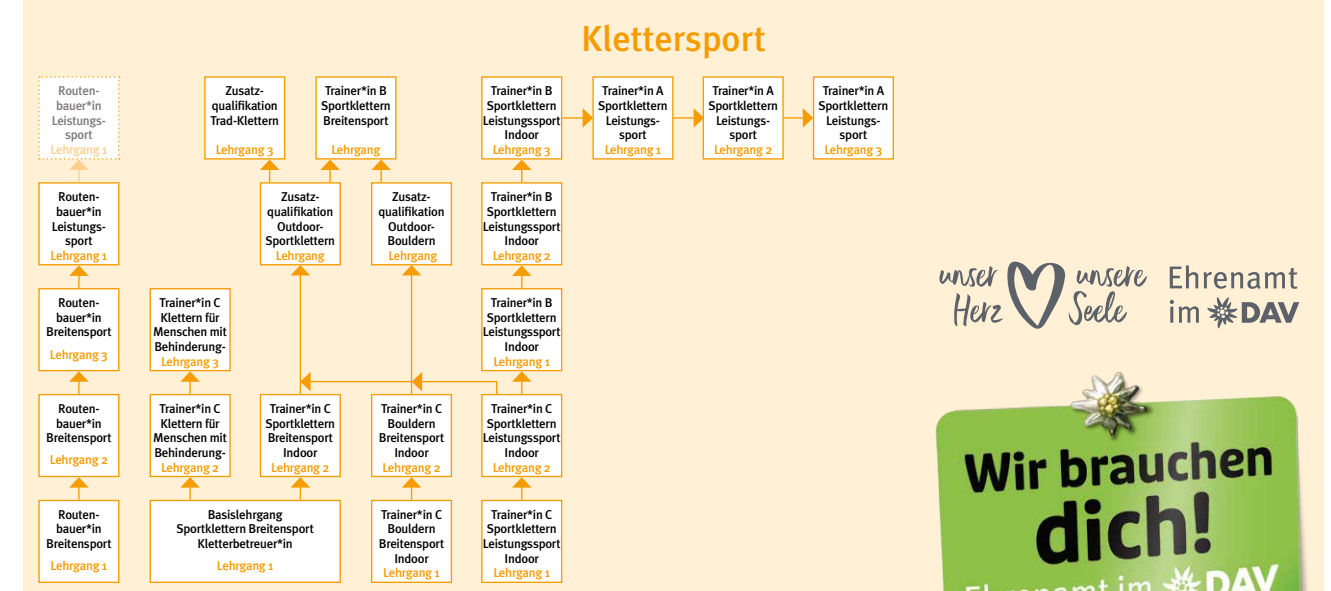 Klettersport
Routen-
bauer*in
Leistungs-
sport
Lehrgang 1
Zusatz-
qualifikation
Trad-Klettern
Lehrgang 3
Trainer*in B
Sportklettern
Breitensport
Lehrgang
Trainer*in B
Sportklettern
Leistungssport
Indoor
Lehrgang 3
Trainer*in A
Sportklettern
Leistungs-
sport
Lehrgang 1
Trainer*in A
Sportklettern
Leistungs-
sport
Lehrgang 2
Trainer*in A
Sportklettern
Leistungs-
sport
Lehrgang 3
Routen-
bauer*in
Leistungs-
sport
Lehrgang 1
Zusatz-
qualifikation
Outdoor-
Sportklettern
Lehrgang
Zusatz-
qualifikation
Outdoor-
Bouldern
Lehrgang
Trainer*in B
Sportklettern
Leistungssport
Indoor
Lehrgang 2
Routen-
bauer*in
Breitensport
Lehrgang 3
Trainer*in C
Klettern für
Menschen mit
Behinderung-
Lehrgang 3
Trainer*in B
Sportklettern
Leistungssport
Indoor
Lehrgang 1
Routen-
bauer*in
Breitensport
Lehrgang 2
Trainer*in C
Klettern für
Menschen mit
Behinderung-
Lehrgang 2
Trainer*in C
Sportklettern
Breitensport
Indoor
Lehrgang 2
Trainer*in C
Bouldern
Breitensport
Indoor
Lehrgang 2
Trainer*in C
Sportklettern
Leistungssport
Indoor
Lehrgang 2
Routen-
bauer*in
Breitensport
Lehrgang 1
Basislehrgang
Sportklettern Breitensport
Kletterbetreuer*in
Lehrgang 1
Trainer*in C
Bouldern
Breitensport
Indoor
Lehrgang 1
Trainer*in C
Sportklettern
Leistungssport
Indoor
Lehrgang 1
unser unsere
Herz Seele
Ehrenamt
im DAV
Wir brauchen
dich!
Ehrenamt im DAV